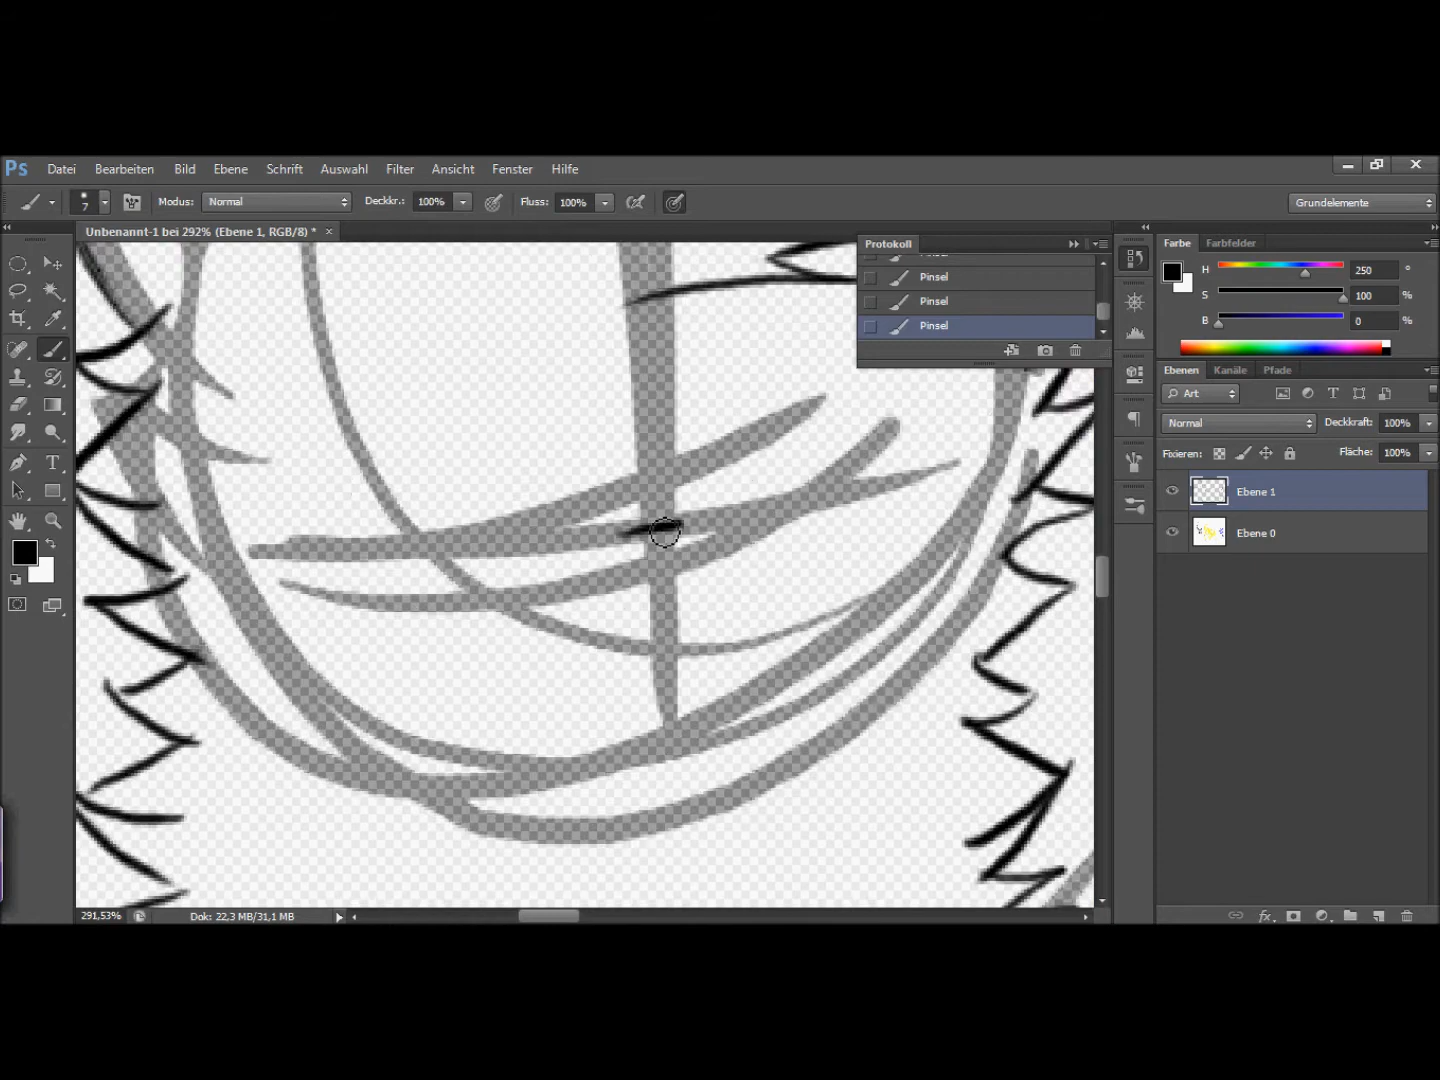 Ps Datei Bearbeiten Bild Ebene Schrift Auswahl Filter Ansicht Fenster Hilfe
7 Modus: Normal Deckkr.: 100% Fluss: 100% Grundelemente
Unbenannt-1 bei 292% (Ebene 1, RGB/8) * ×
Protokoll
Pinsel
Pinsel
Pinsel
Farbe Farbfelder
H 250 °
S 100 %
B 0 %
Ebenen Kanäle Pfade
Art
Normal Deckkraft: 100%
Fixieren: Fläche: 100%
Ebene 1
Ebene 0
291,53% Dok: 22,3 MB/31,1 MB